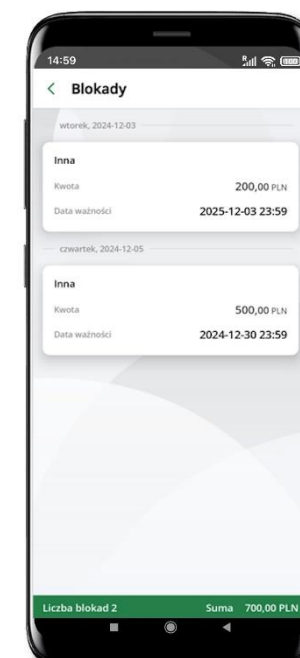 14:59
Blokady
wtorek, 2024-12-03
Inna
Kwota 200,00 PLN
Data ważności 2025-12-03 23:59
czwartek, 2024-12-05
Inna
Kwota 500,00 PLN
Data ważności 2024-12-30 23:59
Liczba blokad 2 Suma 700,00 PLN